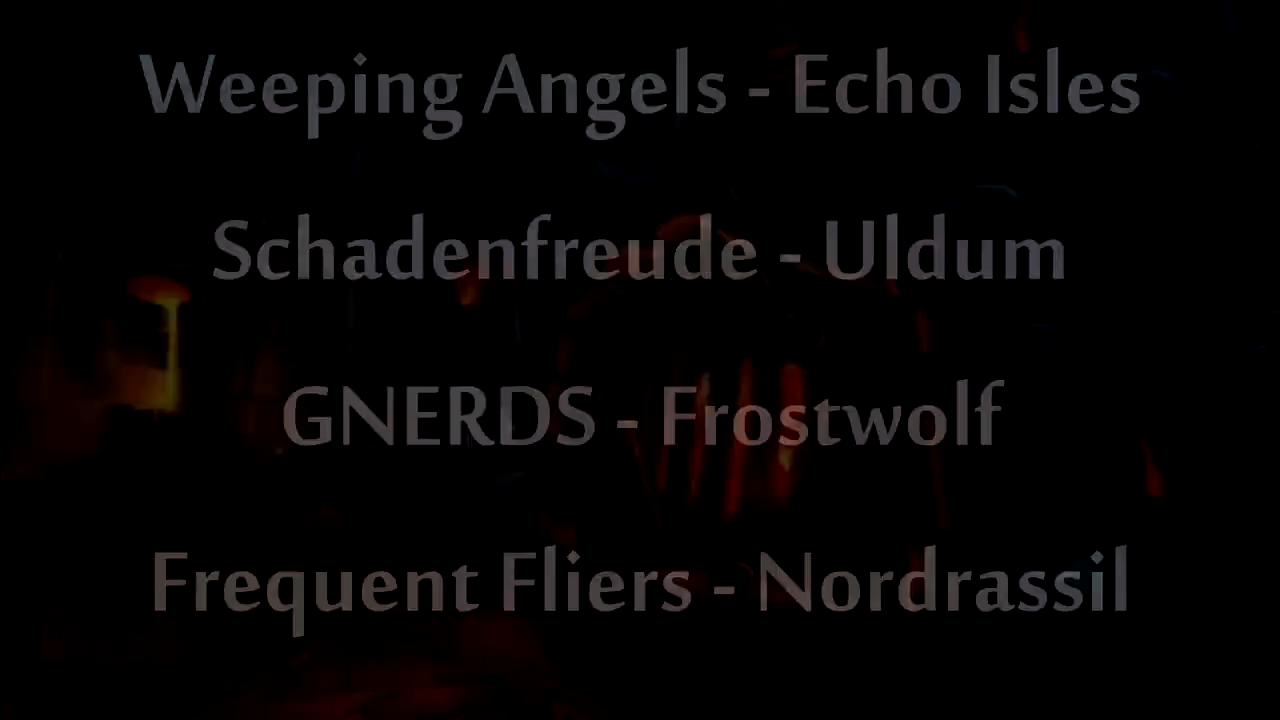 Weeping Angels - Echo Isles
Schadenfreude - Uldum
GNERDS - Frostwolf
Frequent Fliers - Nordrassil